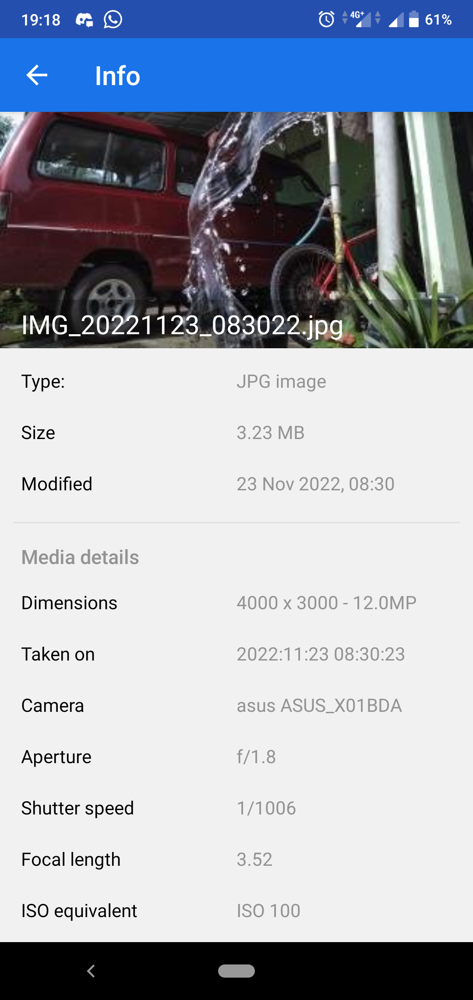 19:18 4G+ 61%
Info
IMG_20221123_083022.jpg
Type: JPG image
Size 3.23 MB
Modified 23 Nov 2022, 08:30
Media details
Dimensions 4000 x 3000 - 12.0MP
Taken on 2022:11:23 08:30:23
Camera asus ASUS_X01BDA
Aperture f/1.8
Shutter speed 1/1006
Focal length 3.52
ISO equivalent ISO 100